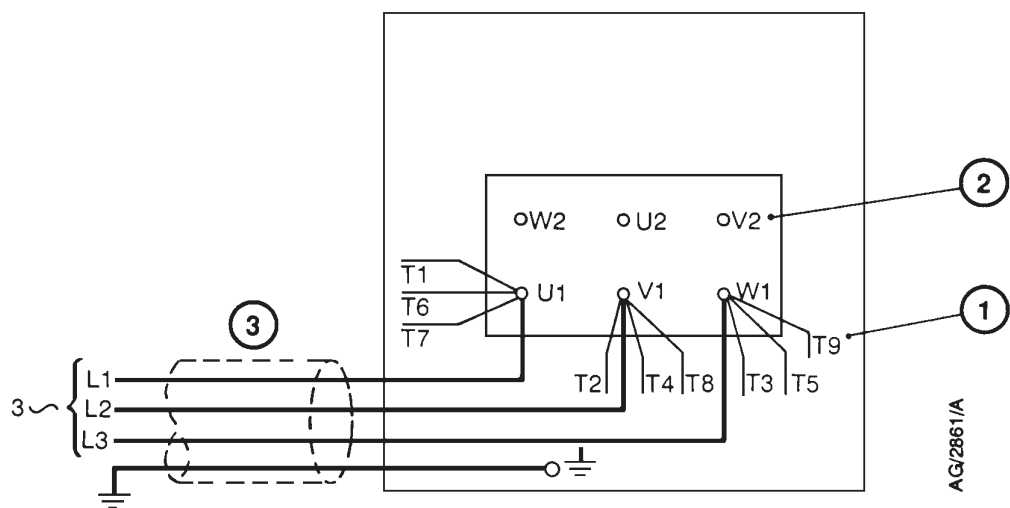 2
W2 U2 V2
T1
U1 V1 W1
T6
1
3
T7
T9
L1
T2 T4 T8 T3 T5
3~
L2
L3
AG/2861/A